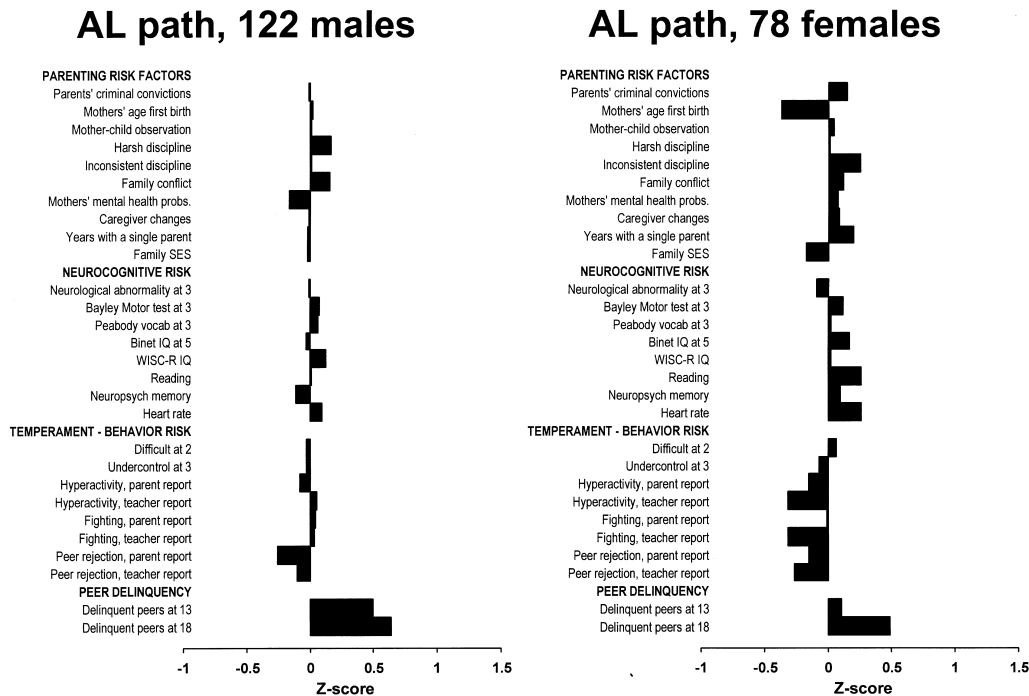 AL path, 122 males
PARENTING RISK FACTORS
Parents' criminal convictions
Mothers' age first birth
Mother-child observation
Harsh discipline
Inconsistent discipline
Family conflict
Mothers' mental health probs.
Caregiver changes
Years with a single parent
Family SES
NEUROCOGNITIVE RISK
Neurological abnormality at 3
Bayley Motor test at 3
Peabody vocab at 3
Binet IQ at 5
WISC-R IQ
Reading
Neuropsych memory
Heart rate
TEMPERAMENT - BEHAVIOR RISK
Difficult at 2
Undercontrol at 3
Hyperactivity, parent report
Hyperactivity, teacher report
Fighting, parent report
Fighting, teacher report
Peer rejection, parent report
Peer rejection, teacher report
PEER DELINQUENCY
Delinquent peers at 13
Delinquent peers at 18
-1 -0.5 0 0.5 1 1.5
Z-score
AL path, 78 females
PARENTING RISK FACTORS
Parents' criminal convictions
Mothers' age first birth
Mother-child observation
Harsh discipline
Inconsistent discipline
Family conflict
Mothers' mental health probs.
Caregiver changes
Years with a single parent
Family SES
NEUROCOGNITIVE RISK
Neurological abnormality at 3
Bayley Motor test at 3
Peabody vocab at 3
Binet IQ at 5
WISC-R IQ
Reading
Neuropsych memory
Heart rate
TEMPERAMENT - BEHAVIOR RISK
Difficult at 2
Undercontrol at 3
Hyperactivity, parent report
Hyperactivity, teacher report
Fighting, parent report
Fighting, teacher report
Peer rejection, parent report
Peer rejection, teacher report
PEER DELINQUENCY
Delinquent peers at 13
Delinquent peers at 18
-1 -0.5 0 0.5 1 1.5
Z-score